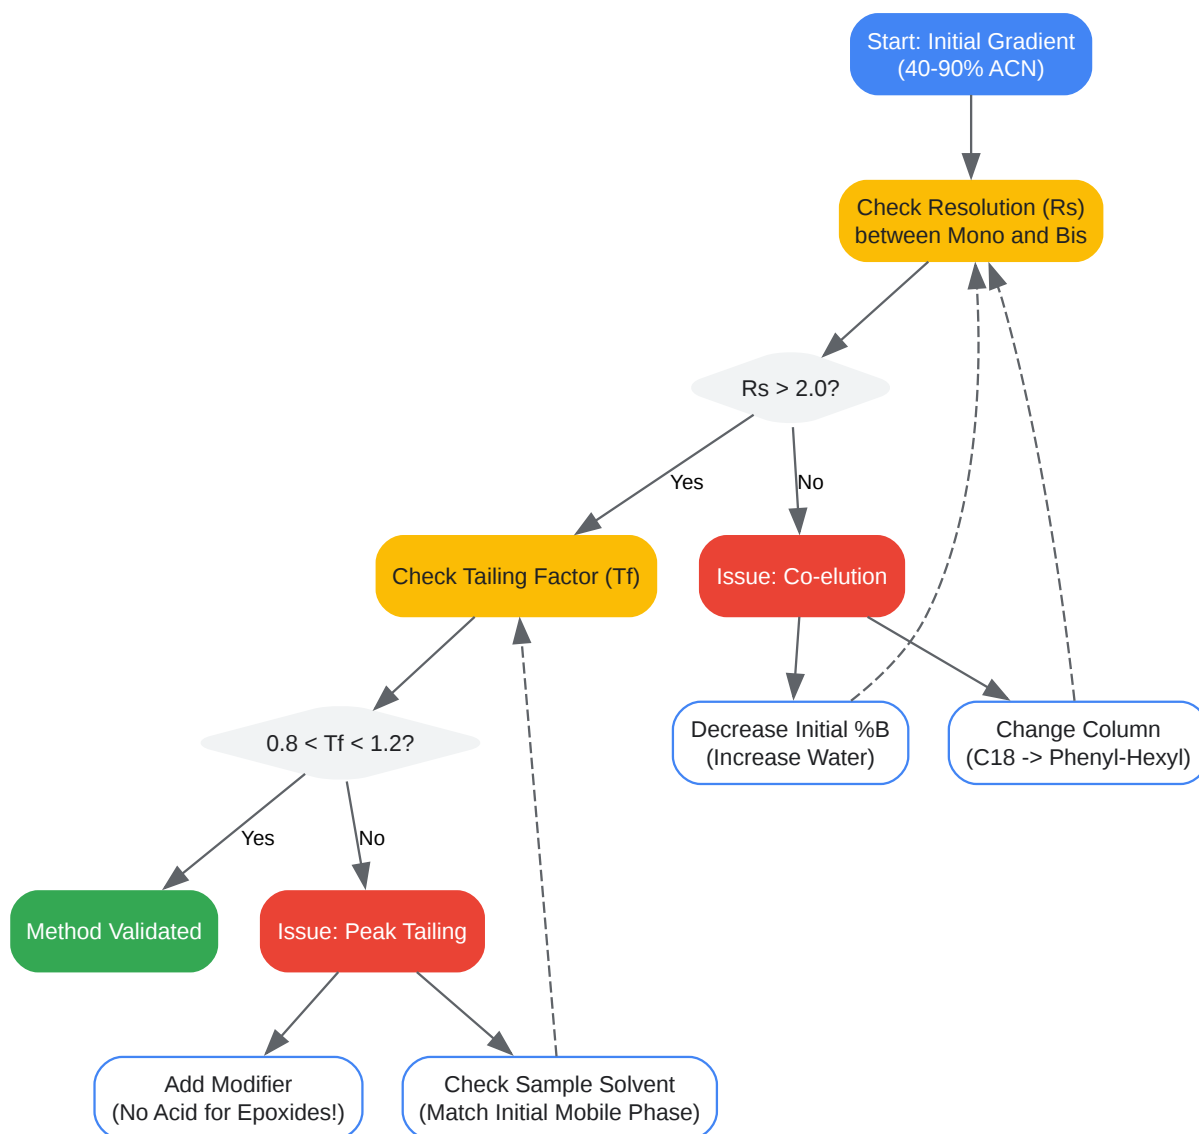 Start: Initial Gradient
(40-90% ACN)
Check Resolution (Rs)
between Mono and Bis
Rs > 2.0?
Yes
No
Check Tailing Factor (Tf)
Issue: Co-elution
0.8 < Tf < 1.2?
Decrease Initial %B
(Increase Water)
Change Column
(C18 -> Phenyl-Hexyl)
Yes
No
Method Validated
Issue: Peak Tailing
Add Modifier
(No Acid for Epoxides!)
Check Sample Solvent
(Match Initial Mobile Phase)